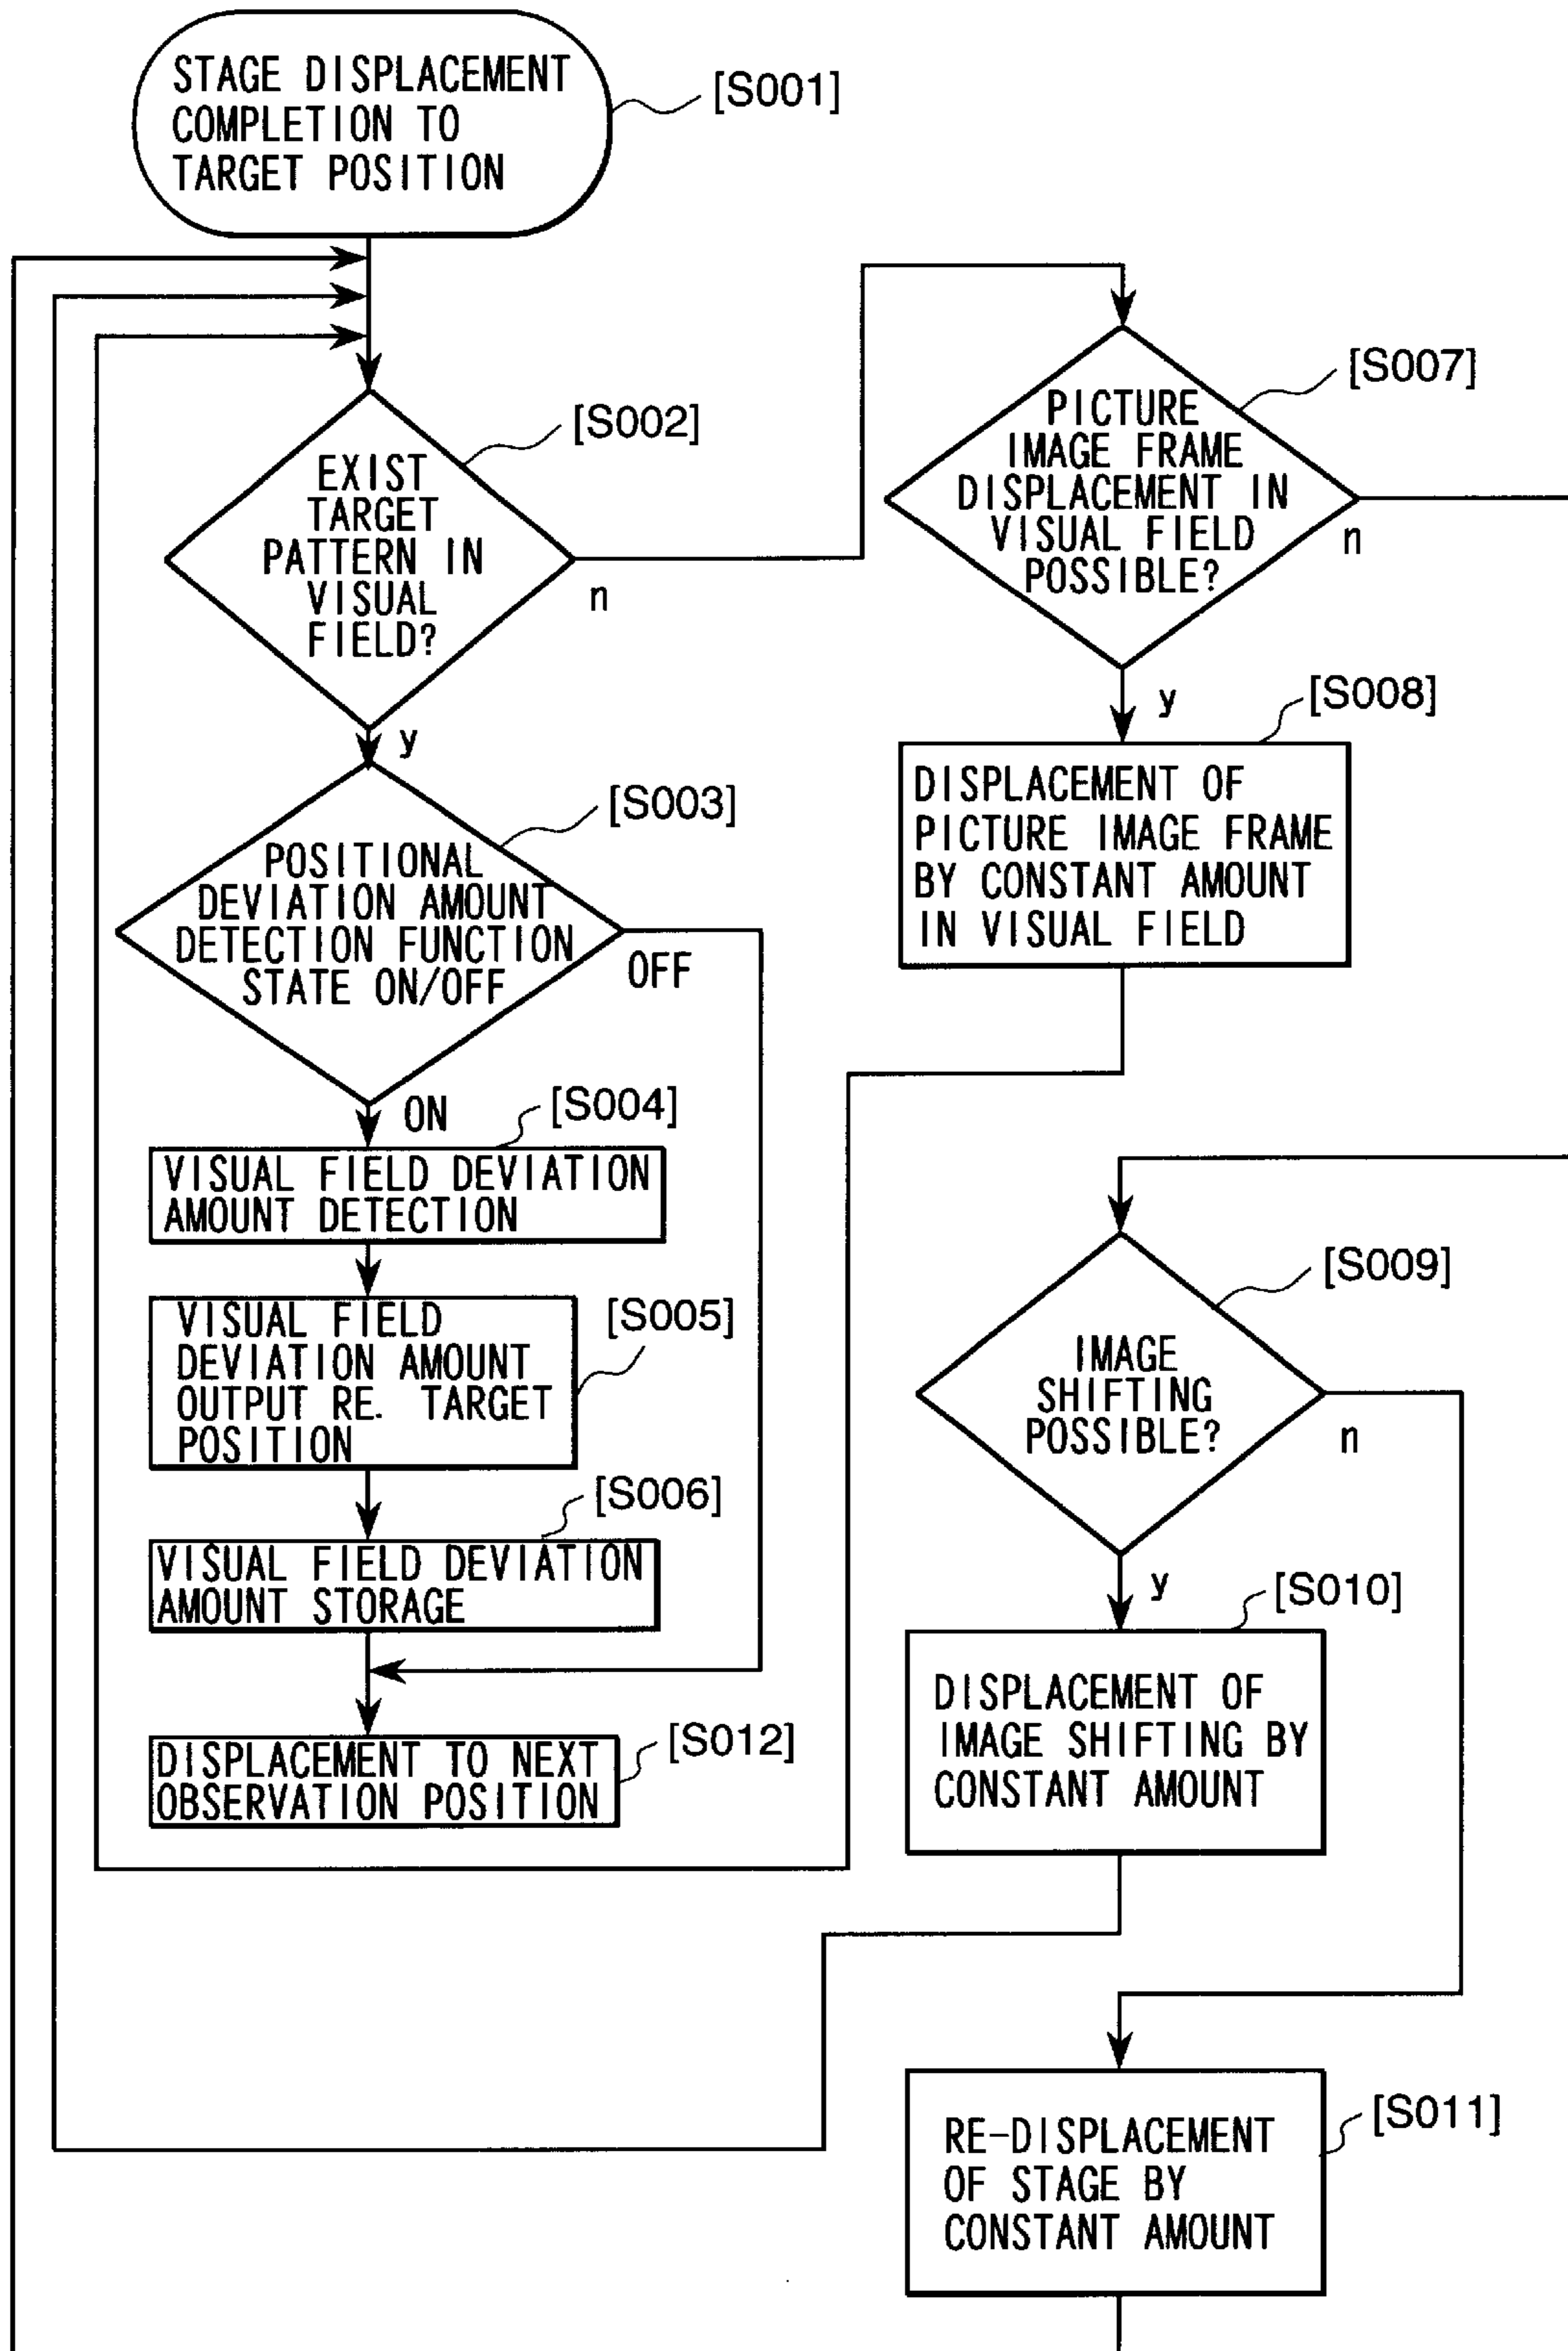 STAGE DISPLACEMENT
COMPLETION TO
TARGET POSITION
[S001]
EXIST
TARGET
PATTERN IN
VISUAL
FIELD?
[S002]
n
y
POSITIONAL
DEVIATION AMOUNT
DETECTION FUNCTION
STATE ON/OFF
[S003]
OFF
ON
[S004]
VISUAL FIELD DEVIATION
AMOUNT DETECTION
VISUAL FIELD
DEVIATION AMOUNT
OUTPUT RE. TARGET
POSITION
[S005]
[S006]
VISUAL FIELD DEVIATION
AMOUNT STORAGE
DISPLACEMENT TO NEXT
OBSERVATION POSITION
[S012]
PICTURE
IMAGE FRAME
DISPLACEMENT IN
VISUAL FIELD
POSSIBLE?
[S007]
n
y
[S008]
DISPLACEMENT OF
PICTURE IMAGE FRAME
BY CONSTANT AMOUNT
IN VISUAL FIELD
[S009]
IMAGE
SHIFTING
POSSIBLE?
n
y
[S010]
DISPLACEMENT OF
IMAGE SHIFTING BY
CONSTANT AMOUNT
[S011]
RE-DISPLACEMENT
OF STAGE BY
CONSTANT AMOUNT